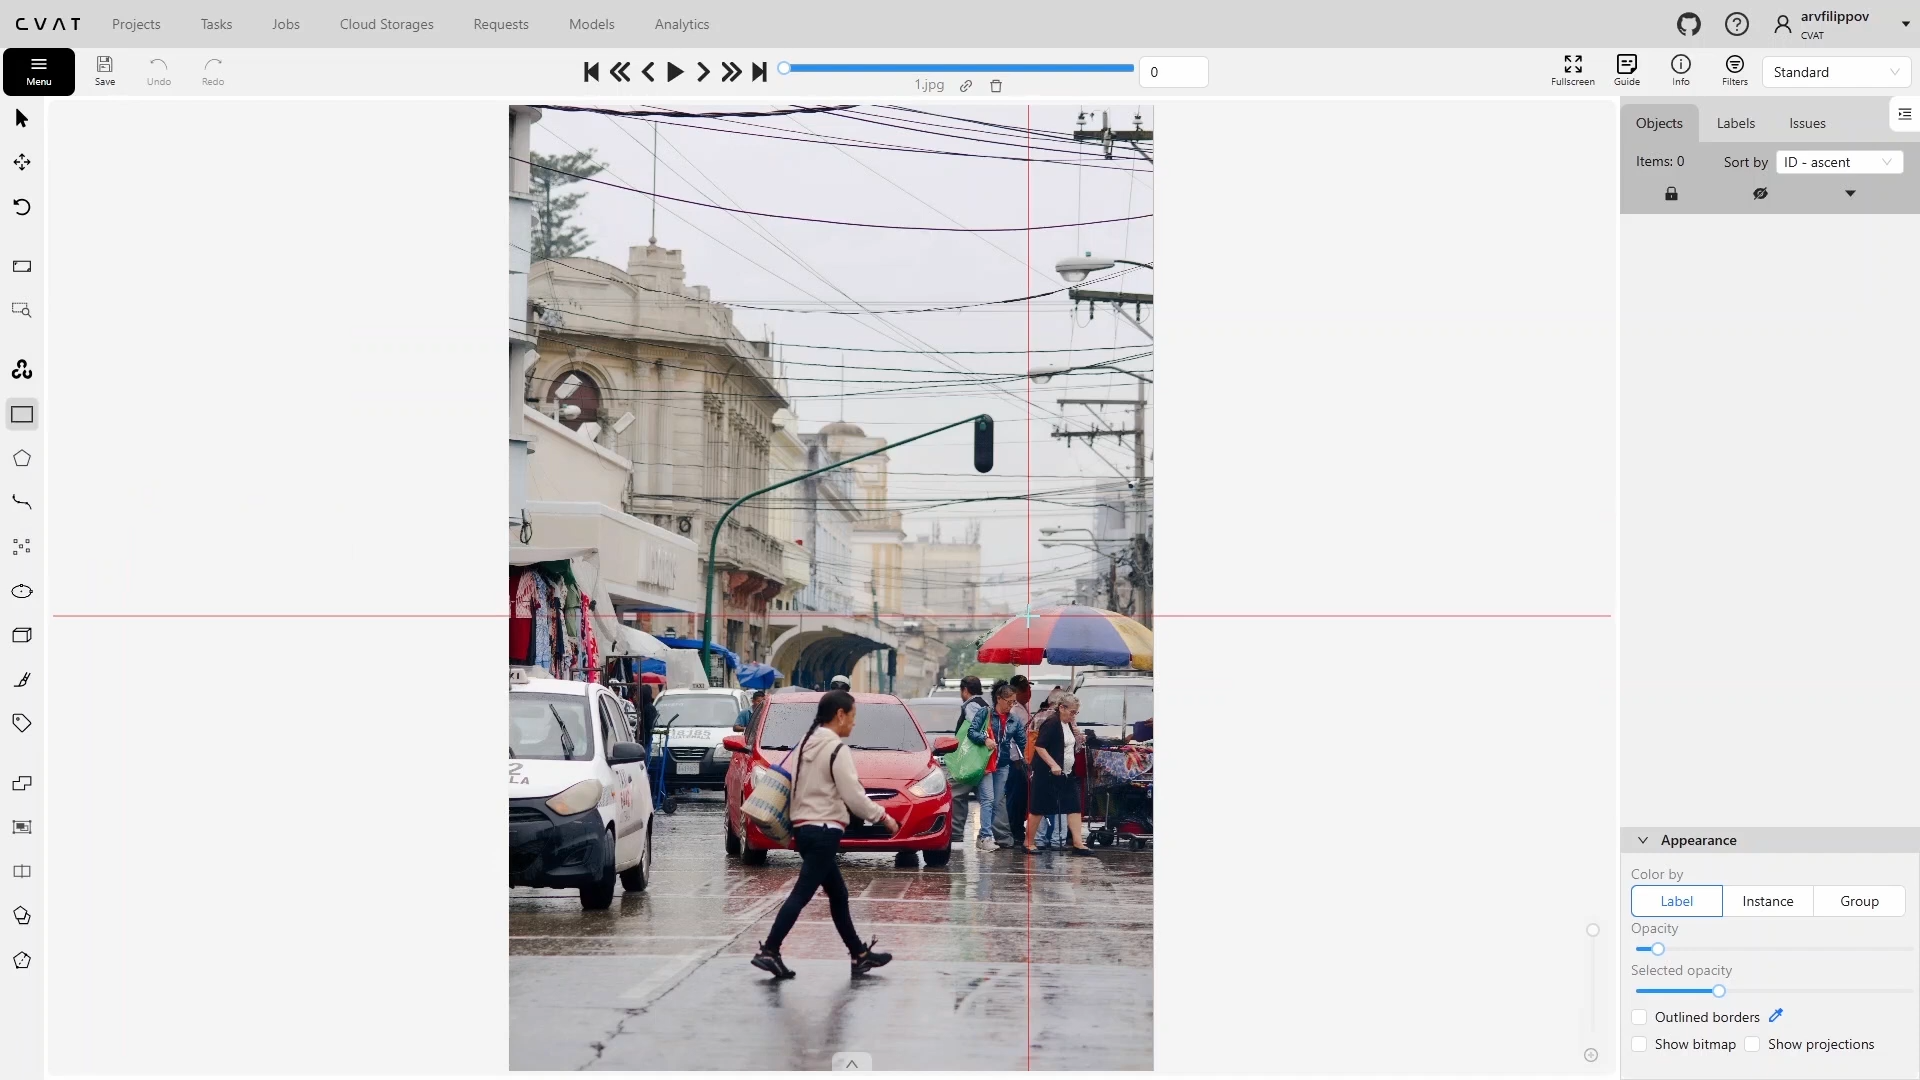 CVAT Projects Tasks Jobs Cloud Storages Requests Models Analytics arvfilippov
CVAT
Menu Save Undo Redo 0 Fullscreen Guide Info Filters Standard
1.jpg
Objects Labels Issues
Items: 0 Sort by ID - ascent
Appearance
Color by
Label Instance Group
Opacity
Selected opacity
Outlined borders
Show bitmap Show projections
2
LA